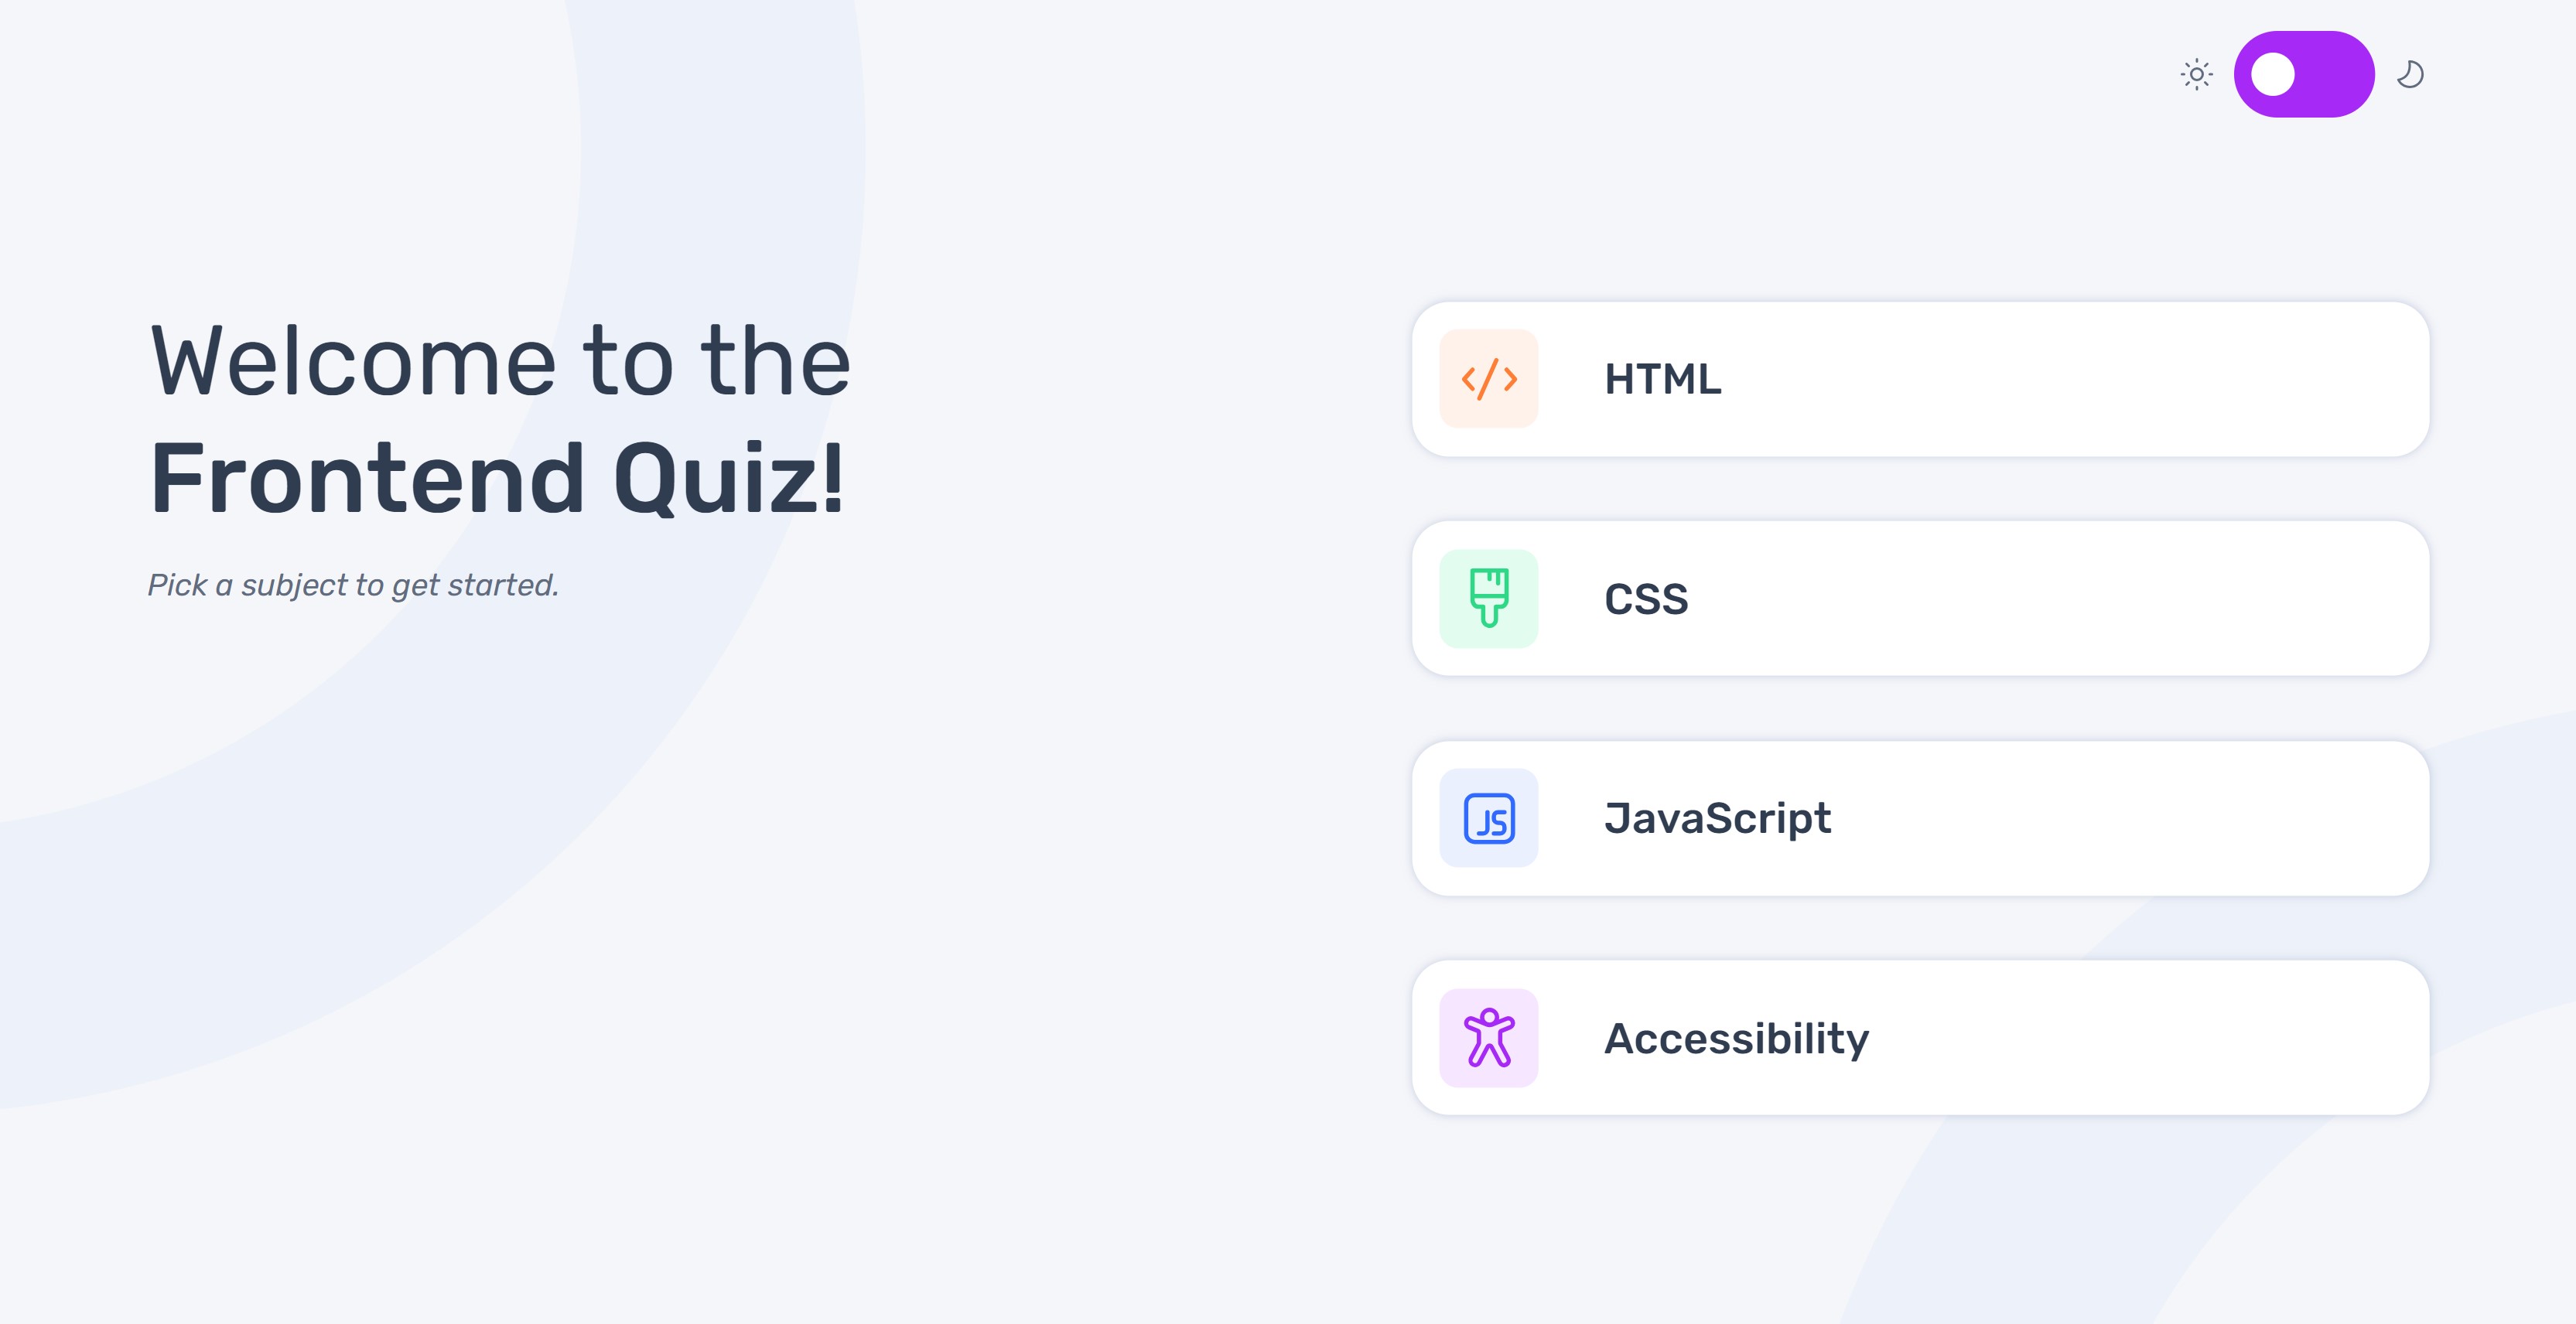 Welcome to the
Frontend Quiz!
Pick a subject to get started.
HTML
CSS
JS
JavaScript
Accessibility